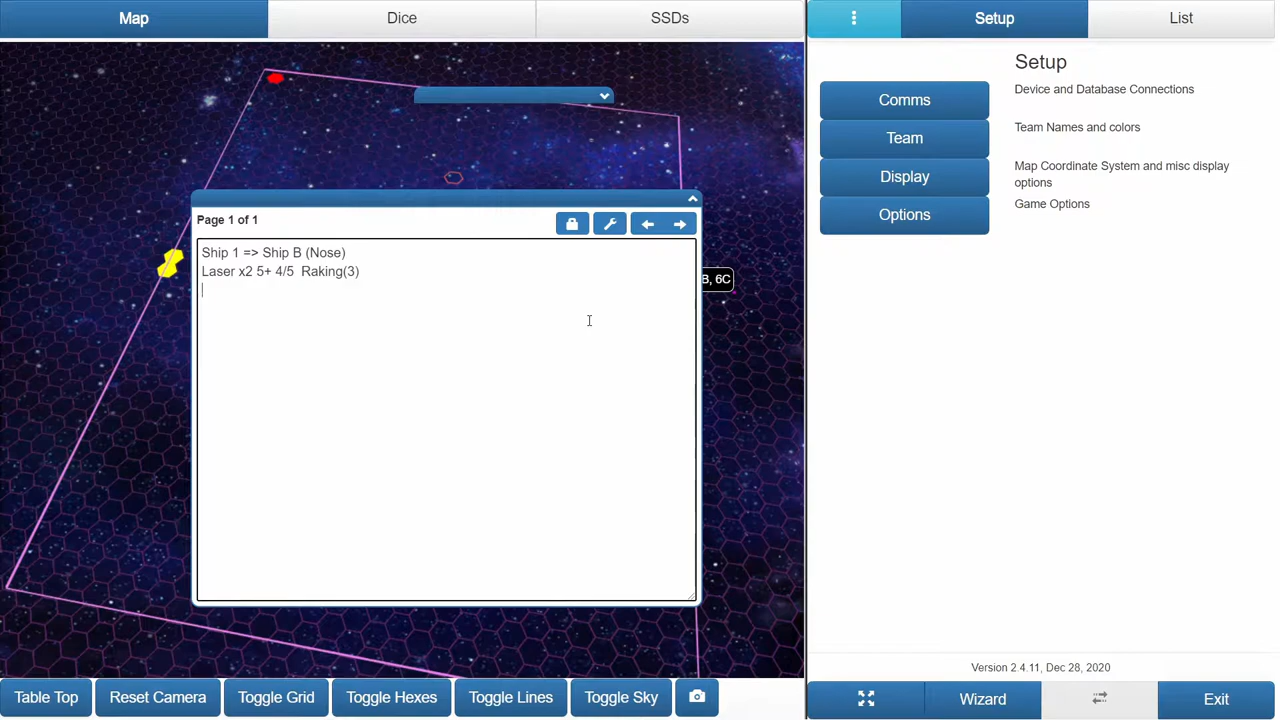 Map
Dice
SSDs
Setup
List
Page 1 of 1
Ship 1 => Ship B (Nose)
Laser x2 5+ 4/5  Raking(3)
B, 6C
Setup
Comms
Device and Database Connections
Team
Team Names and colors
Display
Map Coordinate System and misc display
options
Options
Game Options
Version 2.4.11, Dec 28, 2020
Table Top
Reset Camera
Toggle Grid
Toggle Hexes
Toggle Lines
Toggle Sky
Wizard
Exit